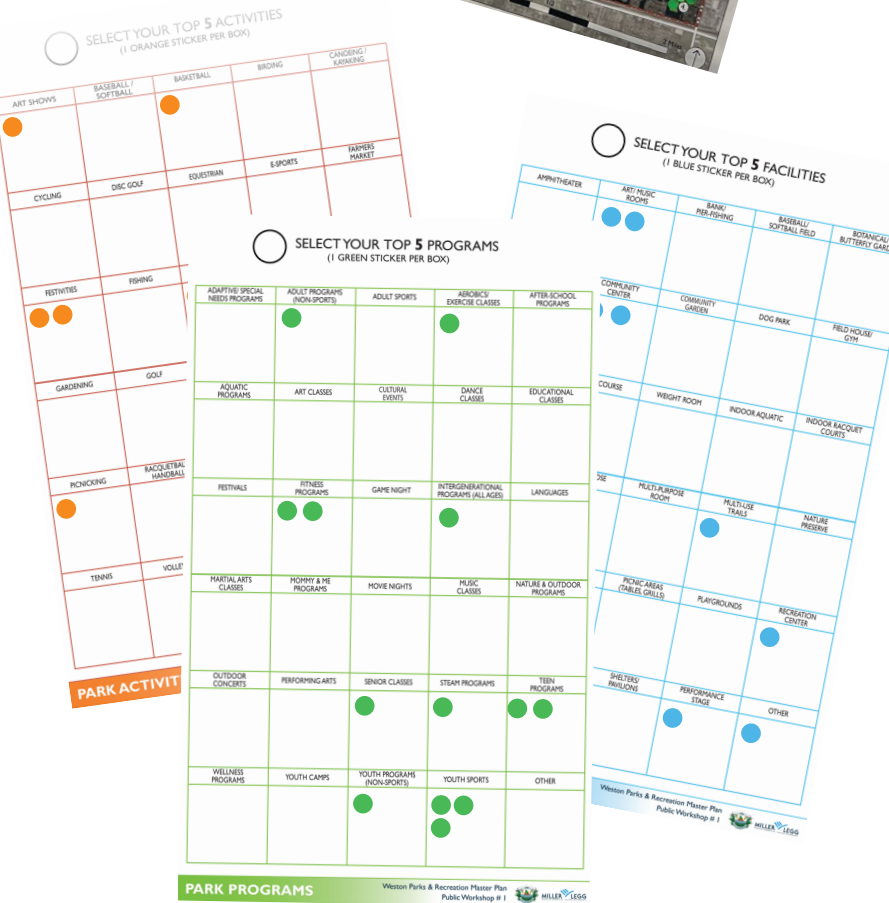 2 Miles
SELECT YOUR TOP 5 ACTIVITIES
(1 ORANGE STICKER PER BOX)
ART SHOWS
BASEBALL /
SOFTBALL
BASKETBALL
BIRDING
CANOEING /
KAYAKING
CYCLING
DISC GOLF
EQUESTRIAN
E-SPORTS
FARMERS
MARKET
FESTIVITIES
FISHING
GARDENING
GOLF
PICNICKING
TENNIS
SELECT YOUR TOP 5 PROGRAMS
(1 GREEN STICKER PER BOX)
ADAPTIVE/ SPECIAL
NEEDS PROGRAMS
ADULT PROGRAMS
(NON-SPORTS)
ADULT SPORTS
AEROBICS/
EXERCISE CLASSES
AFTER-SCHOOL
PROGRAMS
AQUATIC
PROGRAMS
ART CLASSES
CULTURAL
EVENTS
DANCE
CLASSES
EDUCATIONAL
CLASSES
FESTIVALS
FITNESS
PROGRAMS
GAME NIGHT
INTERGENERATIONAL
PROGRAMS (ALL AGES)
LANGUAGES
MARTIAL ARTS
CLASSES
MOMMY & ME
PROGRAMS
MOVIE NIGHTS
MUSIC
CLASSES
NATURE & OUTDOOR
PROGRAMS
OUTDOOR
CONCERTS
PERFORMING ARTS
SENIOR CLASSES
STEAM PROGRAMS
TEEN
PROGRAMS
WELLNESS
PROGRAMS
YOUTH CAMPS
YOUTH PROGRAMS
(NON-SPORTS)
YOUTH SPORTS
OTHER
PARK PROGRAMS
Weston Parks & Recreation Master Plan
Public Workshop # 1
MILLER LEGG
SELECT YOUR TOP 5 FACILITIES
(1 BLUE STICKER PER BOX)
AMPHITHEATER
ART/ MUSIC
ROOMS
BANK/
PIER-FISHING
BASEBALL/
SOFTBALL FIELD
BOTANICAL/
BUTTERFLY
COMMUNITY
CENTER
COMMUNITY
GARDEN
DOG PARK
FIELD HOUSE/
GYM
COURSE
WEIGHT ROOM
INDOOR AQUATIC
INDOOR RACQUET
COURTS
MULTI-PURPOSE
ROOM
MULTI-USE
TRAILS
NATURE
PRESERVE
PICNIC AREAS
(TABLES, GRILLS)
PLAYGROUNDS
RECREATION
CENTER
SHELTERS/
PAVILIONS
PERFORMANCE
STAGE
OTHER
Weston Parks & Recreation Master Plan
Public Workshop # 1
MILLER LEGG
PARK